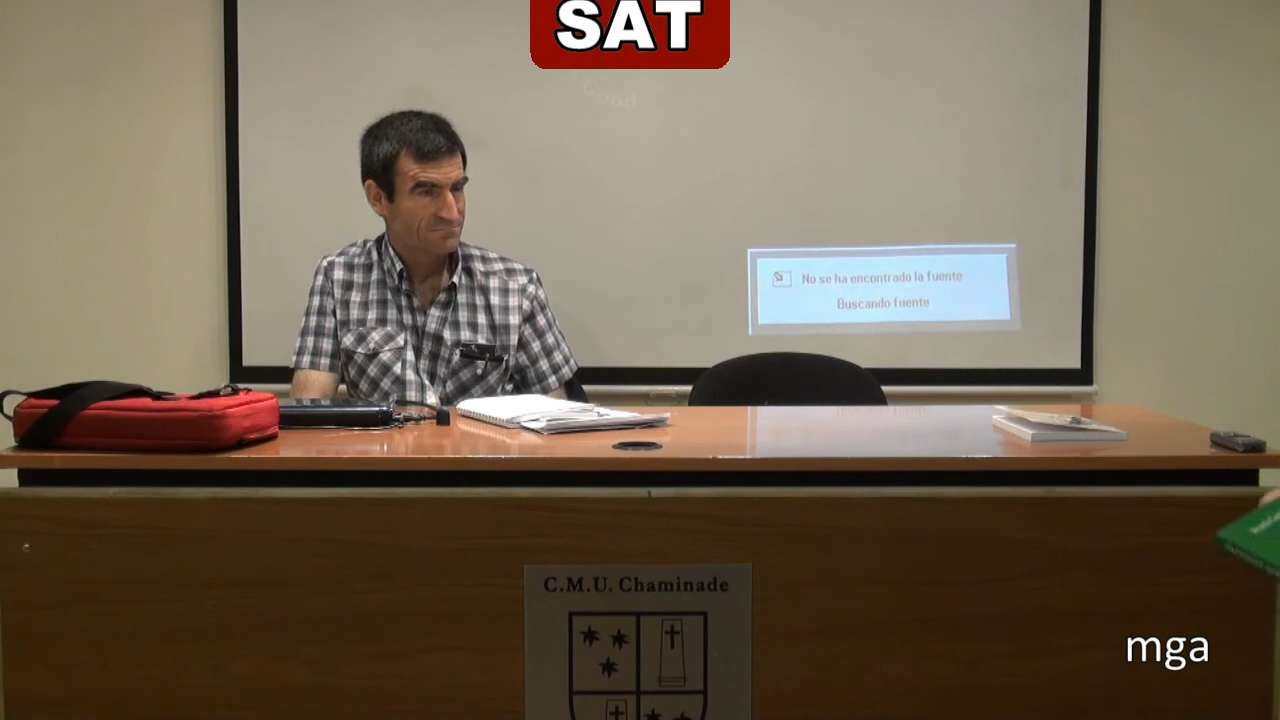 SAT
No se ha encontrado la fuente
Buscando fuente
C.M.U. Chaminade
mga